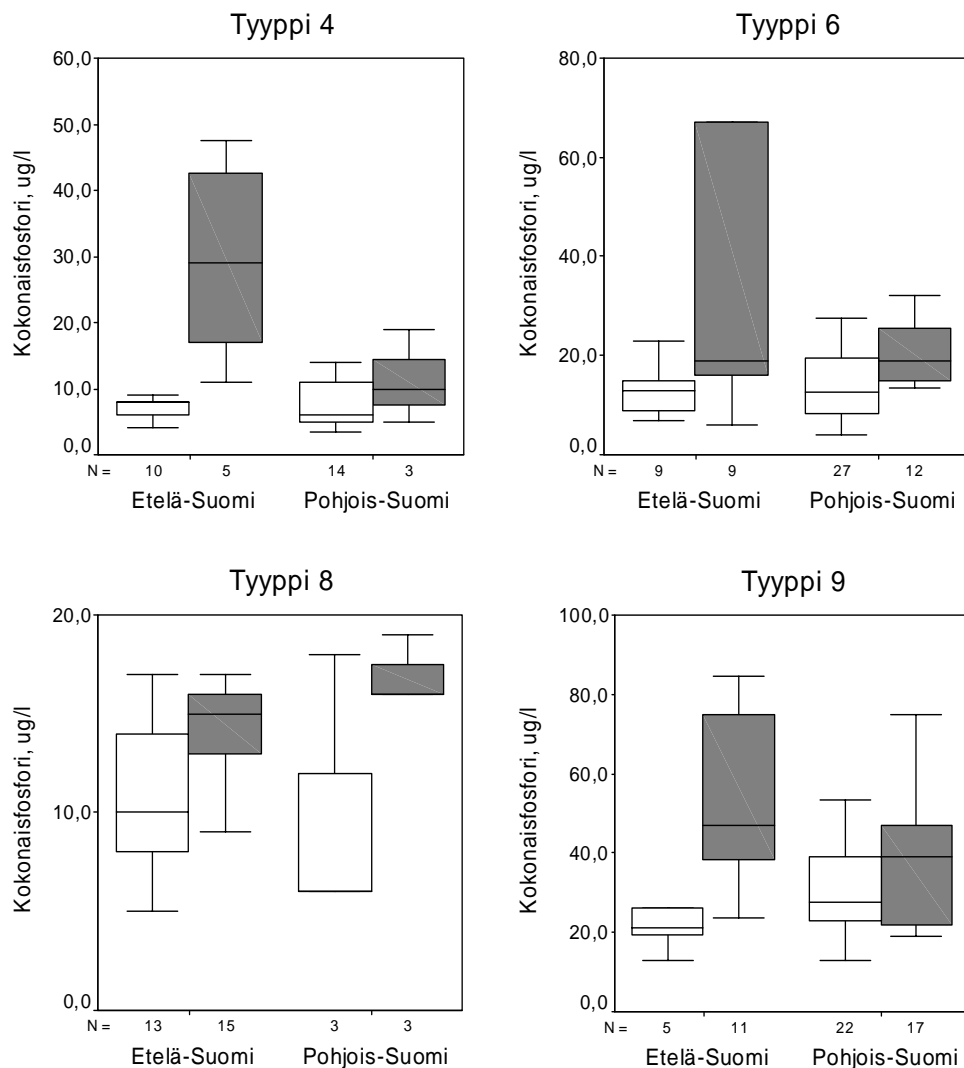 Tyyppi 4
Kokonaisfosfori, ug/l
60,0
50,0
40,0
30,0
20,0
10,0
0,0
N = 10 5 14 3
Etelä-Suomi Pohjois-Suomi
Tyyppi 6
Kokonaisfosfori, ug/l
80,0
60,0
40,0
20,0
0,0
N = 9 9 27 12
Etelä-Suomi Pohjois-Suomi
Tyyppi 8
Kokonaisfosfori, ug/l
20,0
10,0
0,0
N = 13 15 3 3
Etelä-Suomi Pohjois-Suomi
Tyyppi 9
Kokonaisfosfori, ug/l
100,0
80,0
60,0
40,0
20,0
0,0
N = 5 11 22 17
Etelä-Suomi Pohjois-Suomi